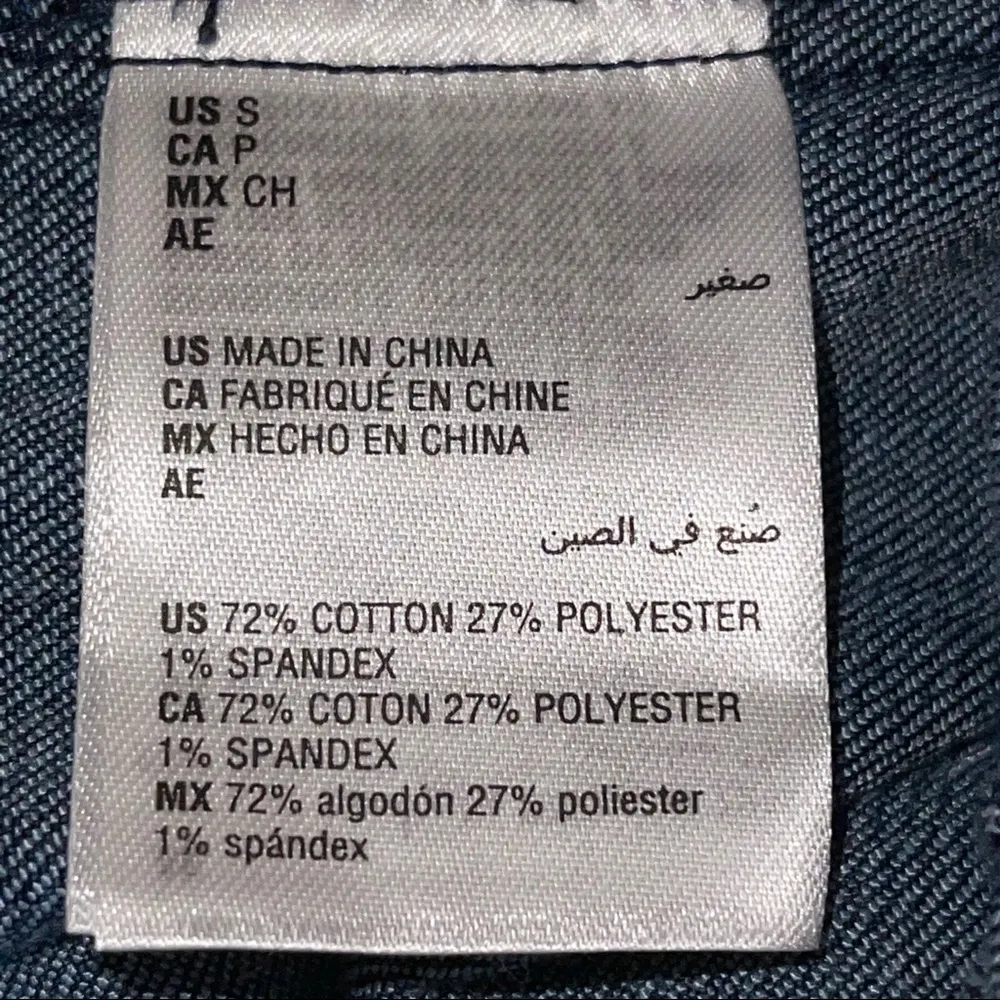 US S
CA P
MX CH
AE
صغير
US MADE IN CHINA
CA FABRIQUÉ EN CHINE
MX HECHO EN CHINA
AE
صُنع في الصين
US 72% COTTON 27% POLYESTER
1% SPANDEX
CA 72% COTON 27% POLYESTER
1% SPANDEX
MX 72% algodón 27% poliester
1% spández